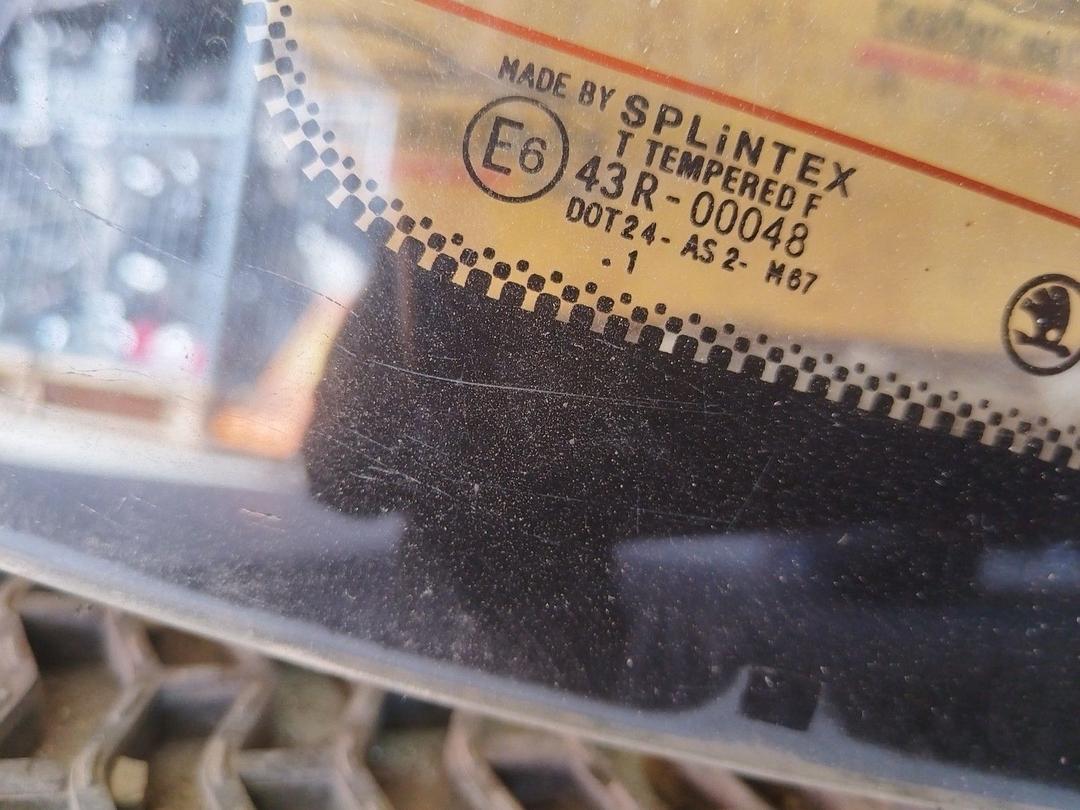 MADE BY SPLiNTEX
E6
T TEMPERED F
43R-00048
DOT24-AS2-M67
. 1